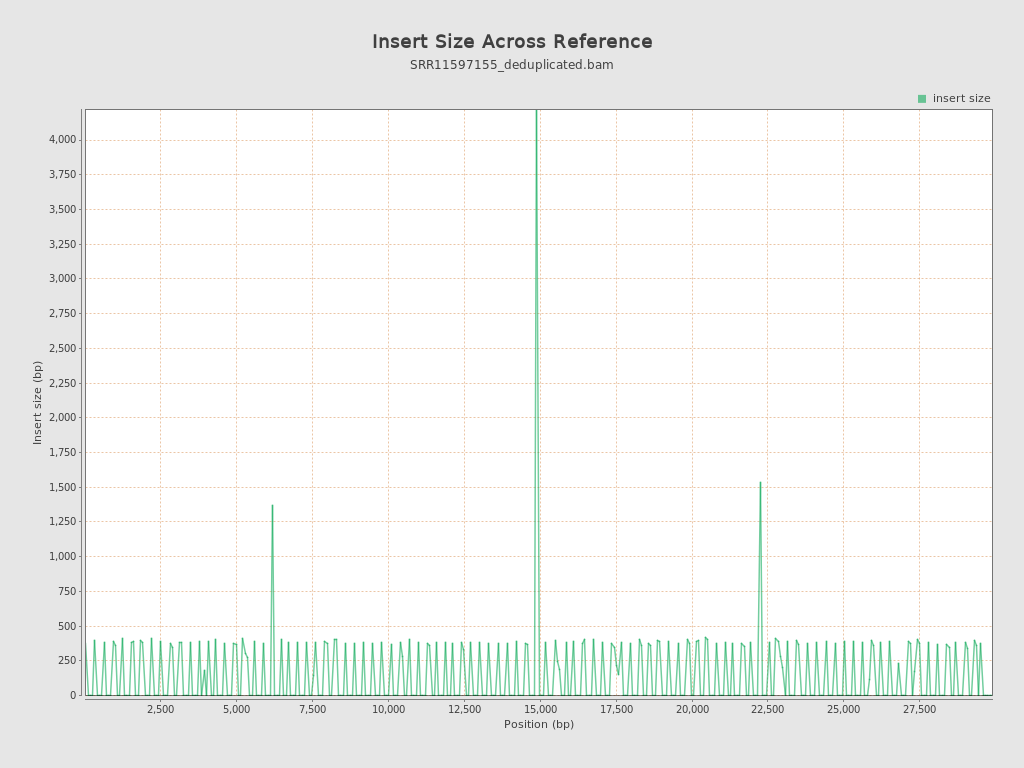 Insert Size Across Reference
SRR11597155_deduplicated.bam
insert size
4,000
3,750
3,500
3,250
3,000
2,750
2,500
2,250
2,000
1,750
1,500
1,250
1,000
750
500
250
0
Insert size (bp)
2,500 5,000 7,500 10,000 12,500 15,000 17,500 20,000 22,500 25,000 27,500
Position (bp)